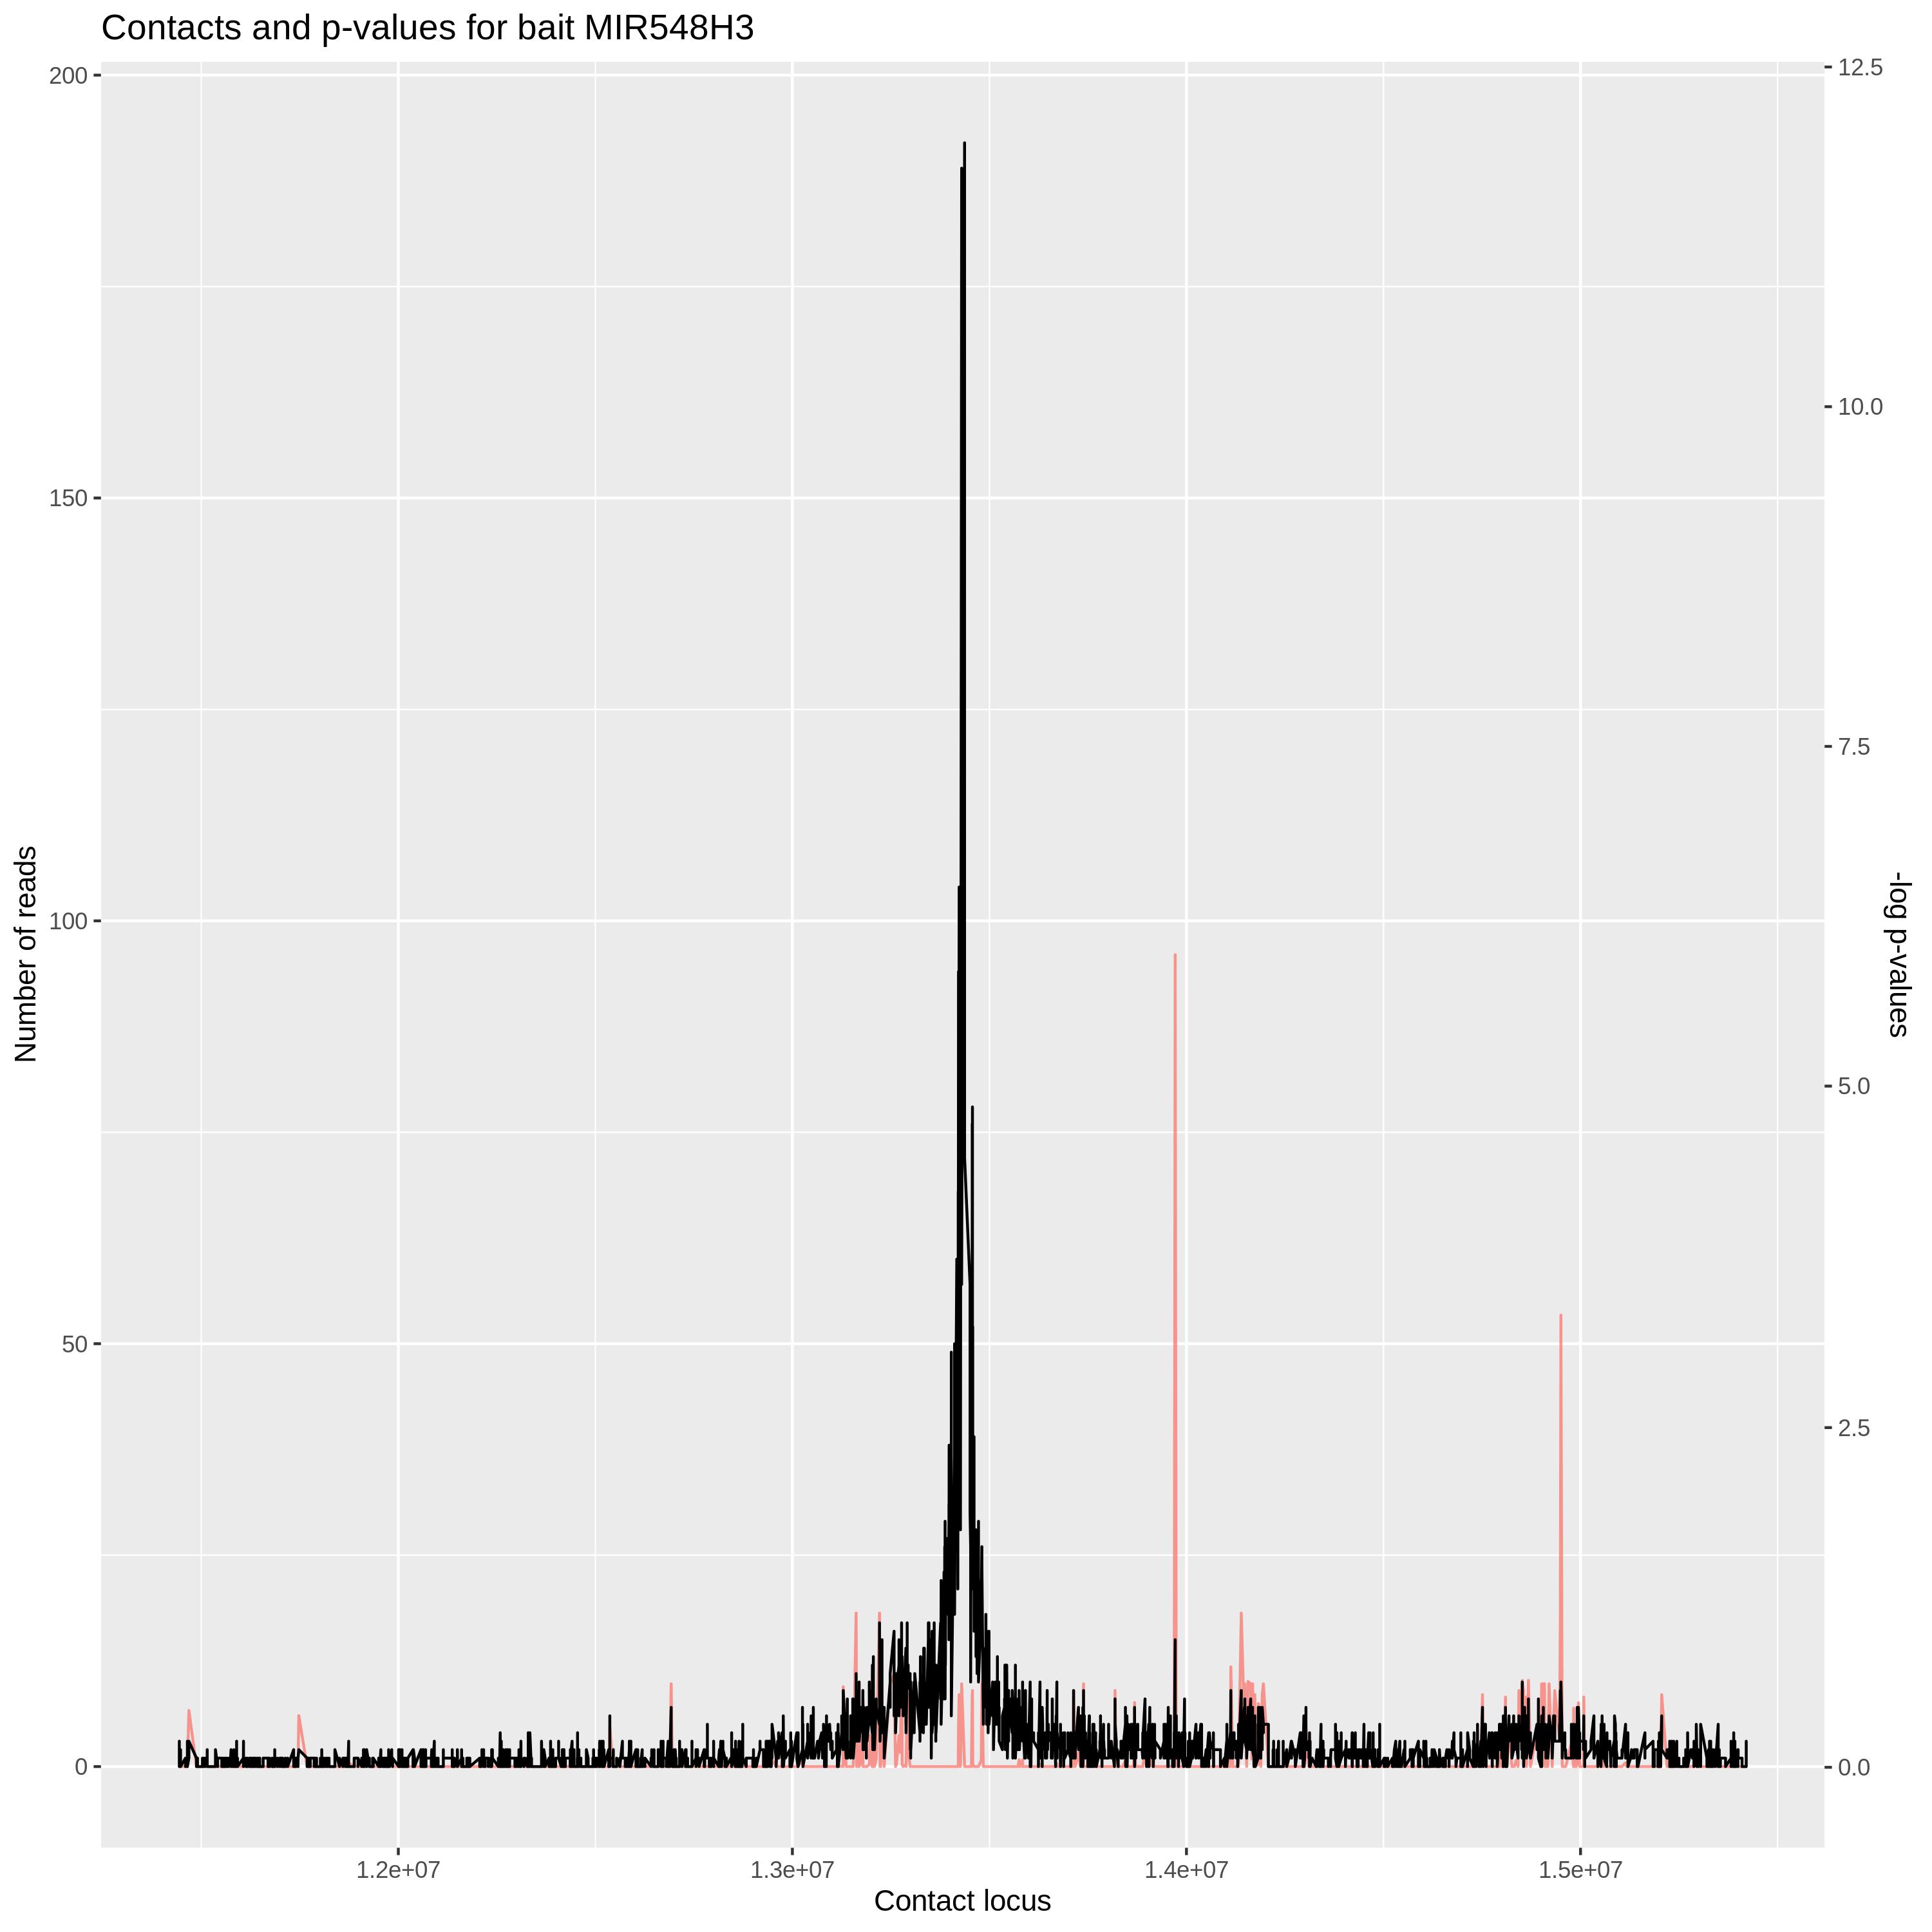 Contacts and p-values for bait MIR548H3
200
150
100
50
0
Number of reads
12.5
10.0
7.5
5.0
2.5
0.0
-log p-values
1.2e+07
1.3e+07
1.4e+07
1.5e+07
Contact locus